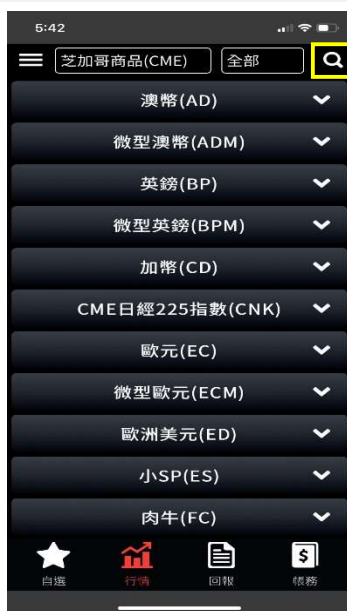 5:42
芝加哥商品(CME) 全部
澳幣(AD)
微型澳幣(ADM)
英鎊(BP)
微型英鎊(BPM)
加幣(CD)
CME日經225指數(CNK)
歐元(EC)
微型歐元(ECM)
歐洲美元(ED)
小SP(ES)
肉牛(FC)
自選 行情 回報 帳務